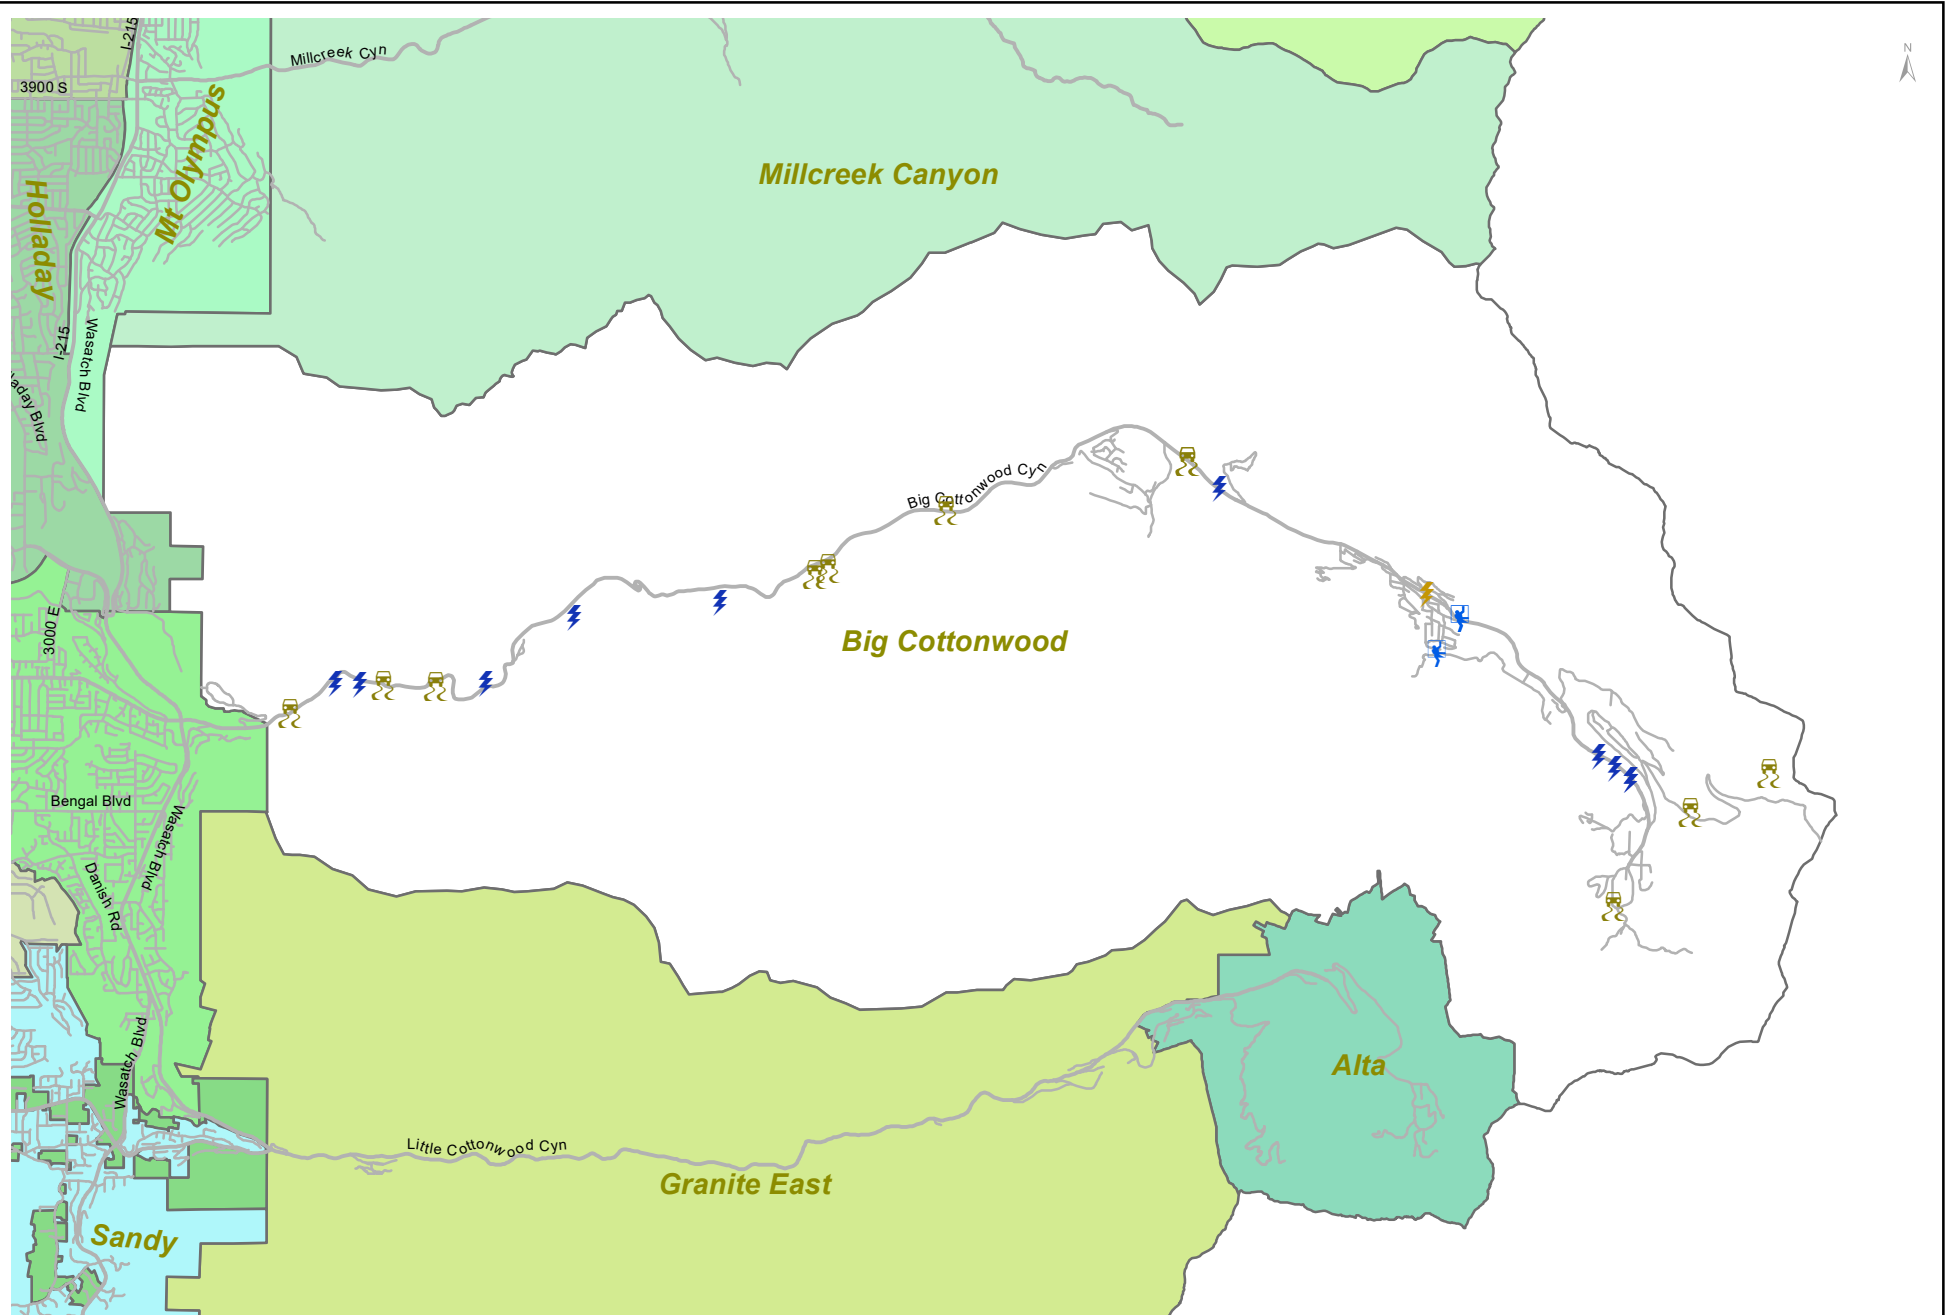 I-215
Millcreek Cyn
N
3900 S
Mt Olympus
Millcreek Canyon
Holladay
I-215
Wasatch Blvd
laday Blvd
Big Cottonwood Cyn
3000 E
Big Cottonwood
Bengal Blvd
Wasatch Blvd
Danish Rd
Wasatch Blvd
Alta
Little Cottonwood Cyn
Granite East
Sandy